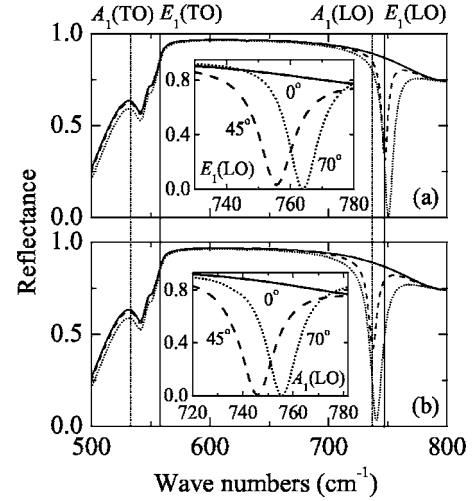 A₁(TO) E₁(TO) A₁(LO) E₁(LO)
1.0
0.5
0.0
0.8
0.4
0.0
0°
45°
70°
E₁(LO)
740 760 780
(a)
Reflectance
1.0
0.5
0.0
0.8
0.4
0.0
0°
45°
70°
A₁(LO)
720 740 760 780
(b)
500 600 700 800
Wave numbers (cm⁻¹)